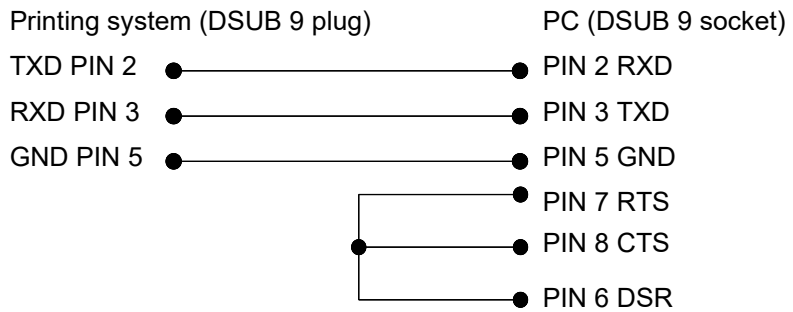 Printing system (DSUB 9 plug) PC (DSUB 9 socket)
TXD PIN 2 PIN 2 RXD
RXD PIN 3 PIN 3 TXD
GND PIN 5 PIN 5 GND
PIN 7 RTS
PIN 8 CTS
PIN 6 DSR